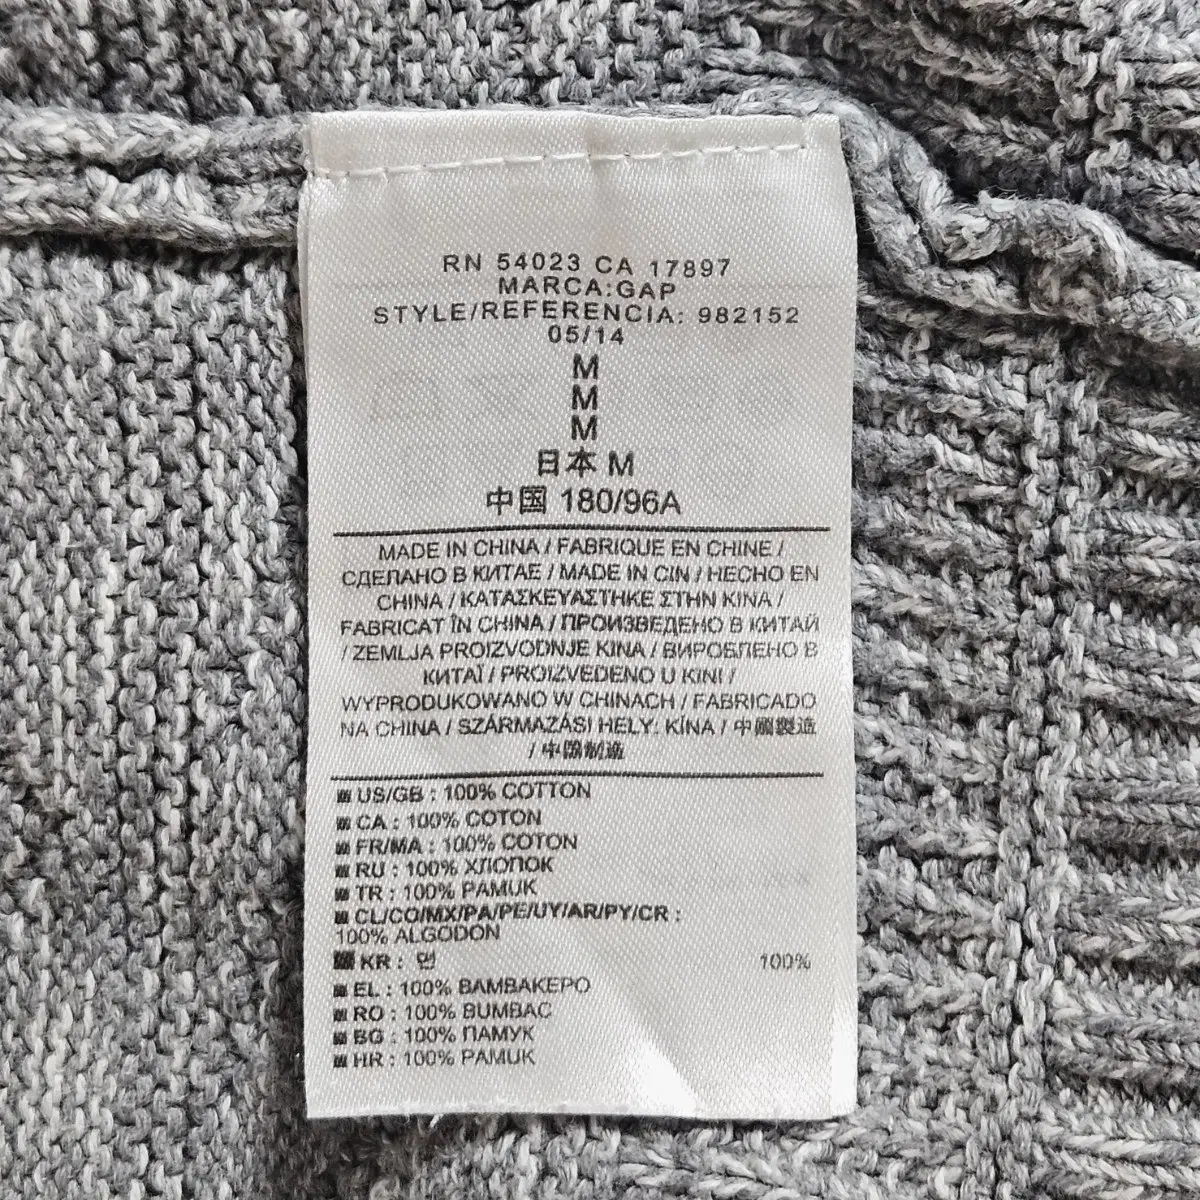 RN 54023 CA 17897
MARCA:GAP
STYLE/REFERENCIA: 982152
05/14
M
M
M
日本 M
中国 180/96A
MADE IN CHINA / FABRIQUE EN CHINE /
СДЕЛАНО В КИТАЕ / MADE IN CIN / HECHO EN
CHINA / ΚΑΤΑΣΚΕΥΑΣΤΗΚΕ ΣΤΗΝ ΚΙΝΑ /
FABRICAT ÎN CHINA / ПРОИЗВЕДЕНО В КИТАЙ
/ ZEMLJA PROIZVODNJE KINA / ВИРОБЛЕНО В
КИТАЇ / PROIZVEDENO U KINI /
WYPRODUKOWANO W CHINACH / FABRICADO
NA CHINA / SZÁRMAZÁSI HELY: KÍNA / 中國製造
/ 中国制造
US/GB : 100% COTTON
CA : 100% COTON
FR/MA : 100% COTON
RU : 100% ХЛОПОК
TR : 100% PAMUK
CL/CO/MX/PA/PE/UY/AR/PY/CR :
100% ALGODON
KR : 면 100%
EL : 100% ΒΑΜΒΑΚΕΡΟ
RO : 100% BUMBAC
BG : 100% ПАМУК
HR : 100% PAMUK